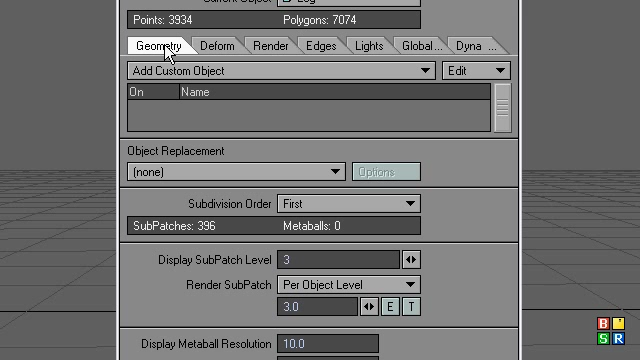 Current Object
Points: 3934 Polygons: 7074
Geometry Deform Render Edges Lights Global... Dyna ...
Add Custom Object Edit
On Name
Object Replacement
(none) Options
Subdivision Order First
SubPatches: 396 Metaballs: 0
Display SubPatch Level 3
Render SubPatch Per Object Level
3.0 E T
Display Metaball Resolution 10.0
B
S R